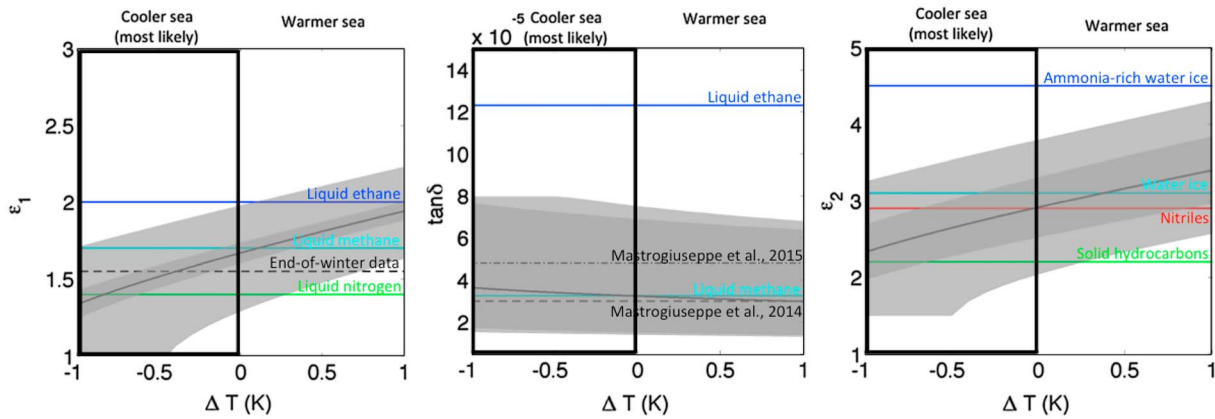 Cooler sea
(most likely)
Warmer sea
3
2.5
2
1.5
1
ε1
Liquid ethane
Liquid methane
End-of-winter data
Liquid nitrogen
-1
-0.5
0
0.5
1
Δ T (K)
x 10
-5
Cooler sea
(most likely)
Warmer sea
14
12
10
8
6
4
2
tanδ
Liquid ethane
Mastrogiuseppe et al., 2015
Liquid methane
Mastrogiuseppe et al., 2014
-1
-0.5
0
0.5
1
Δ T (K)
Cooler sea
(most likely)
Warmer sea
5
4
3
2
1
ε2
Ammonia-rich water ice
Water ice
Nitriles
Solid hydrocarbons
-1
-0.5
0
0.5
1
Δ T (K)